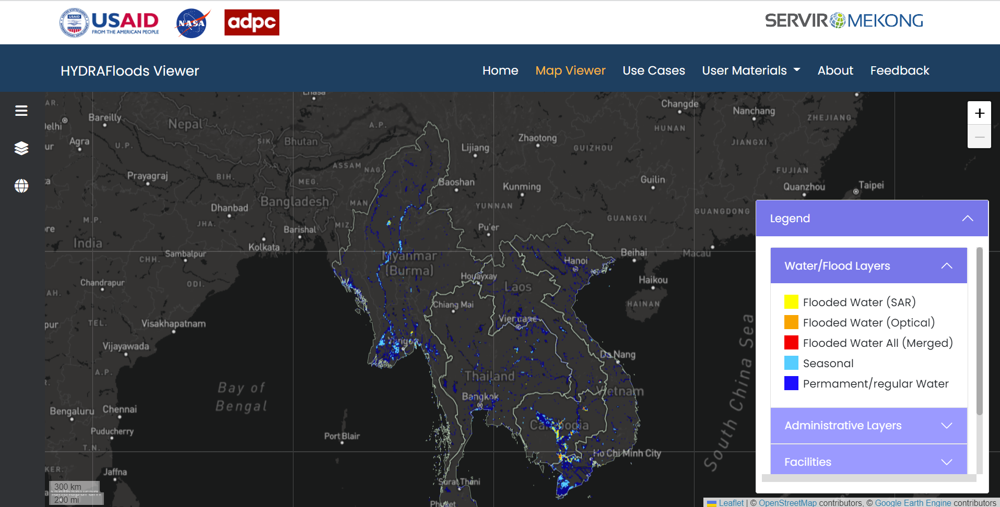 USAID
USAID
FROM THE AMERICAN PEOPLE
NASA
adpc
SERVIR MEKONG
HYDRAFloods Viewer
Home
Map Viewer
Use Cases
User Materials
About
Feedback
Lhasa
AR.
Bareilly
Nepal
A.P.
Changde
Nanchang
ZHEJIANG
Delhi
Agra
U.P.
SIK.
Bhutan
Lijiang
Zhaotong
GUIZHOU
HUNAN
JIANGXI
ur
Prayagraj
BIH.
ASSAM
NAG.
MEG.
Baoshan
Kunming
Guilin
FUJIAN
Quanzhou
Taipei
Dhanbad
Bangladesh
MAN
YUNNAN
GUANGXI
GUANGDONG
M.P.
JHA.
Barishal
MIZ.
Pu'er
ore
India
Kolkata
CHH.
Sambalpur
Myanmar
(Burma)
Hanoi
Beihai
Macau
Chandrapur
ODI.
Houayxay
Laos
Haikou
AH.
Chiang Mai
HAINAN
pur
TEL.
Visakhapatnam
Vientiane
Vijayawada
Yangon
Da Nang
A.P.
Thailand
Vietnam
Bay of
Bengal
Bangkok
South China Sea
Bengaluru
Chennai
Cambodia
Puducherry
Port Blair
T.N.
Ho Chi Minh City
KER.
Jaffna
Surat Thani
Phuket
300 km
200 mi
+
−
Legend
Water/Flood Layers
Flooded Water (SAR)
Flooded Water (Optical)
Flooded Water All (Merged)
Seasonal
Permament/regular Water
Administrative Layers
Facilities
Leaflet | © OpenStreetMap contributors, © Google Earth Engine contributors